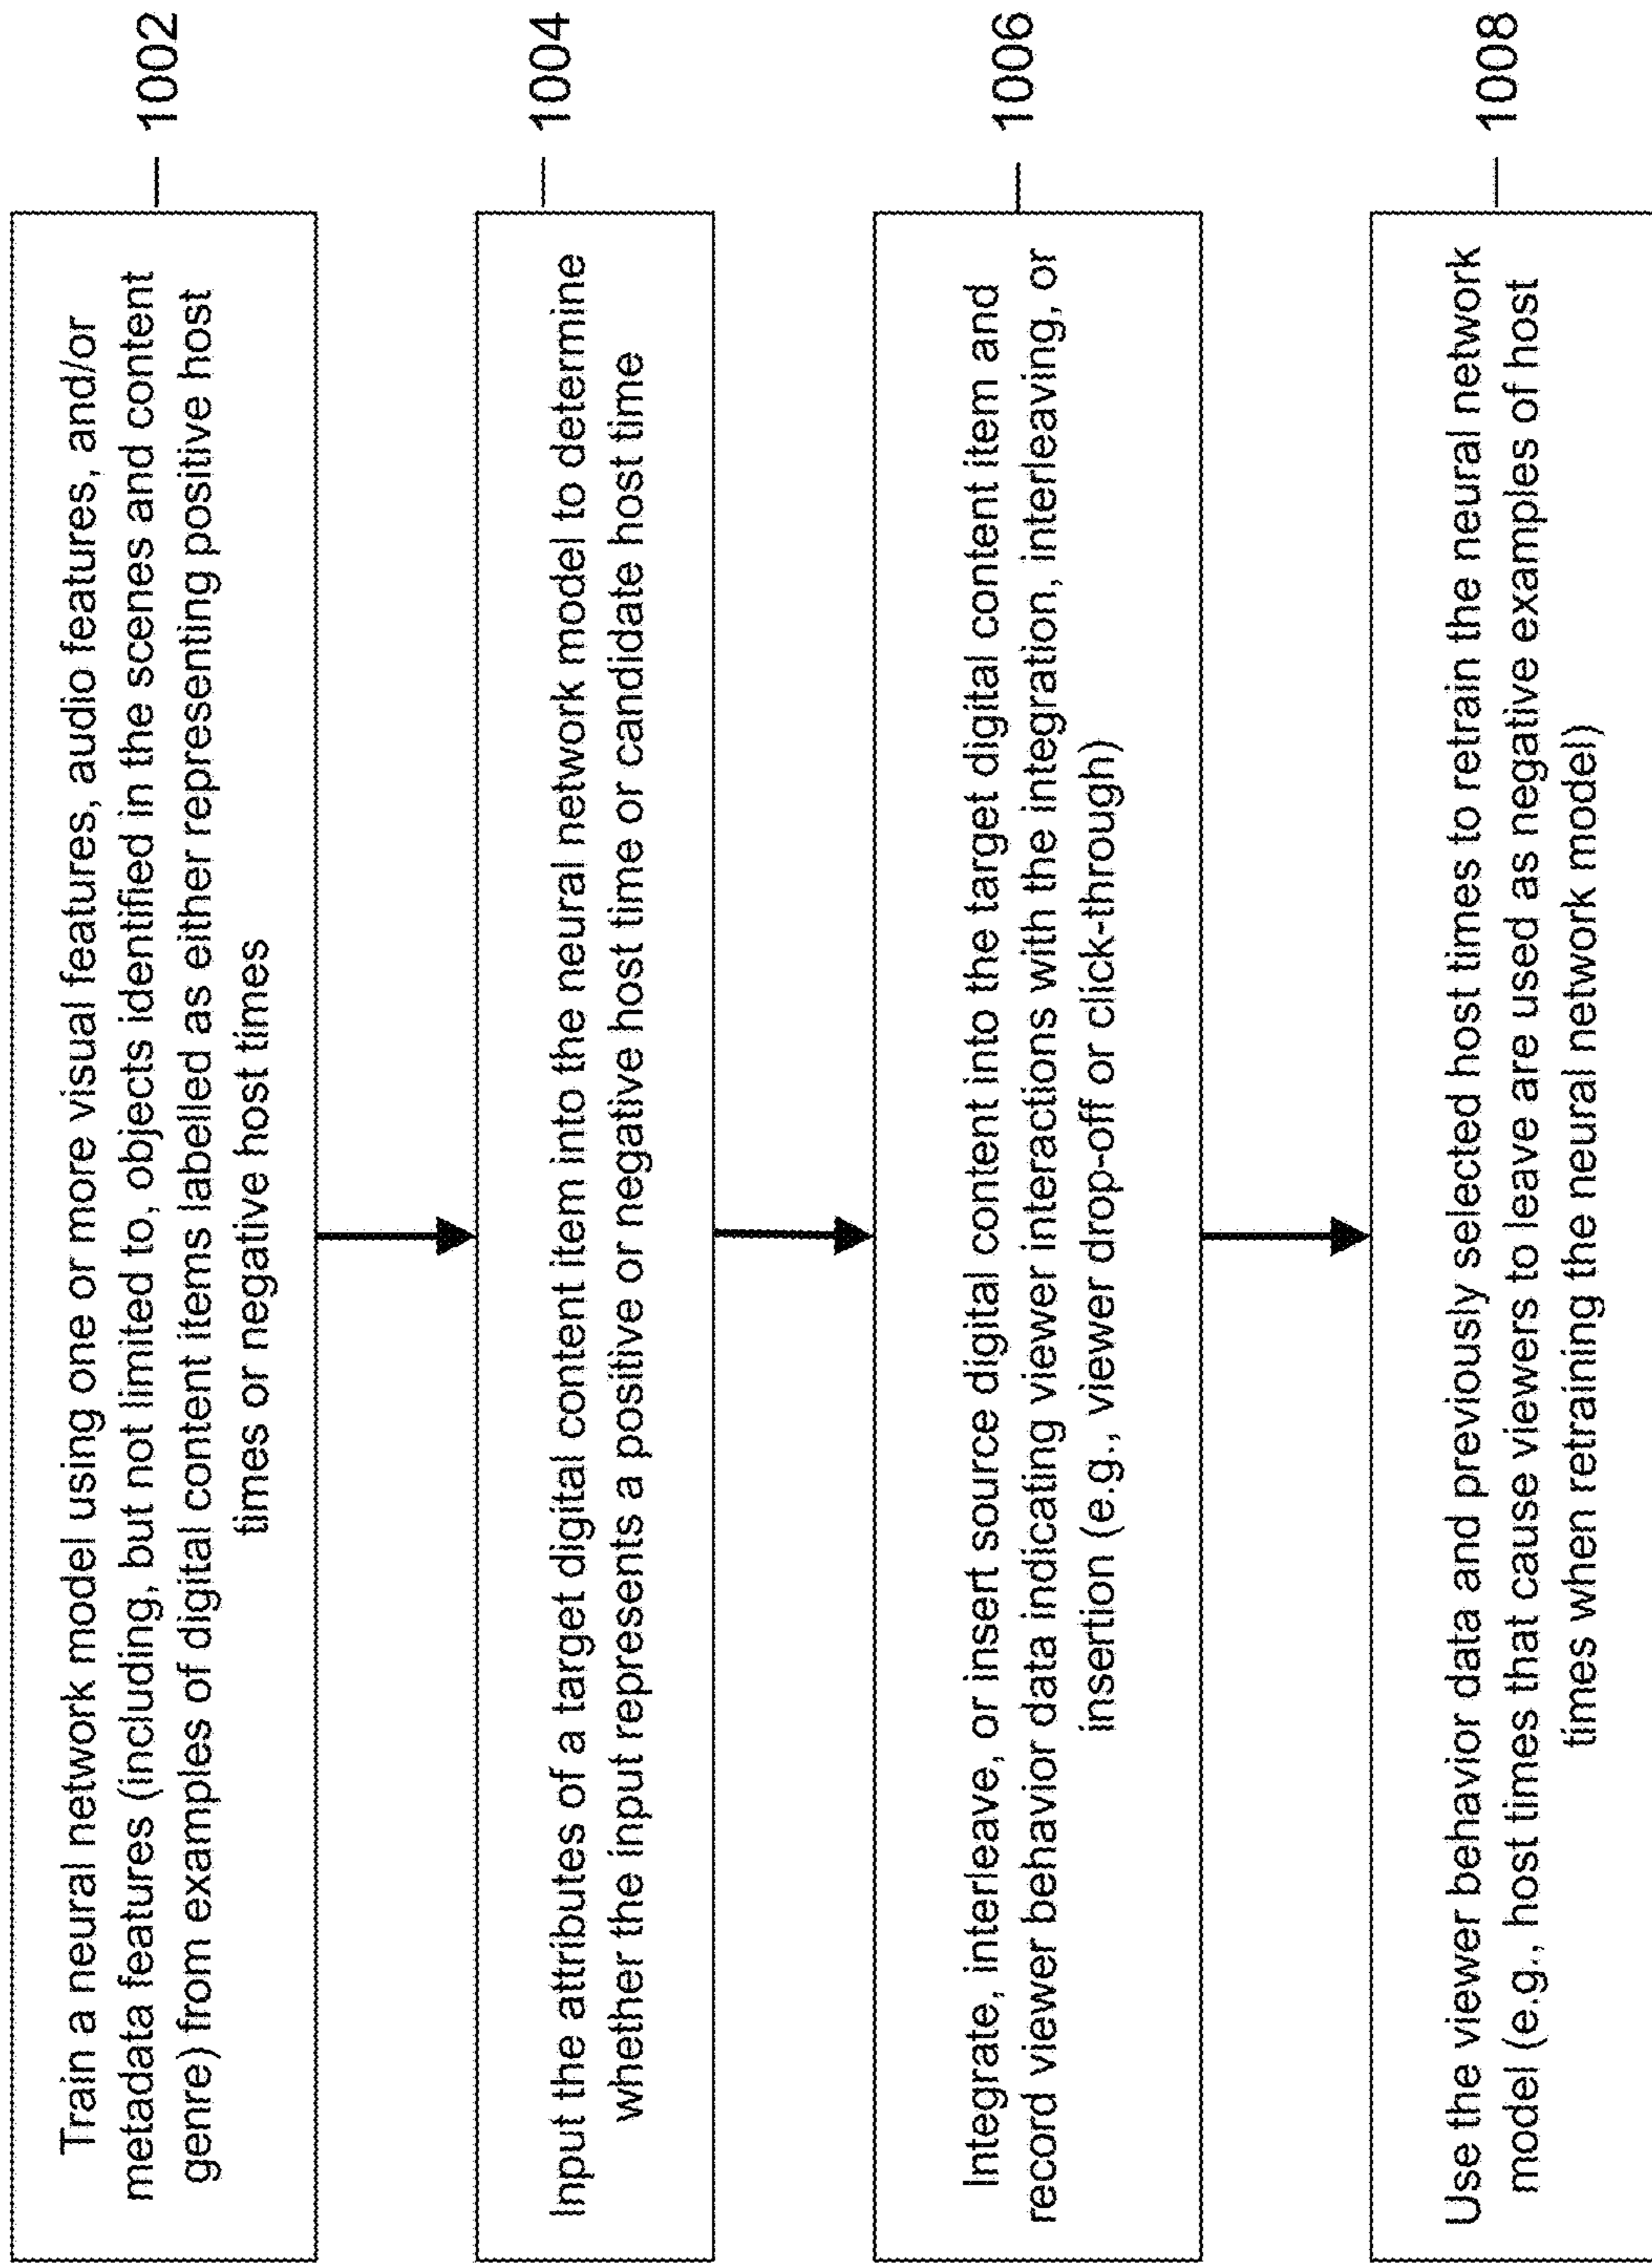 Train a neural network model using one or more visual features, audio features, and/or
metadata features (including, but not limited to, objects identified in the scenes and content
genre) from examples of digital content items labelled as either representing positive host
times or negative host times
1002
Input the attributes of a target digital content item into the neural network model to determine
whether the input represents a positive or negative host time or candidate host time
1004
Integrate, interleave, or insert source digital content into the target digital content item and
record viewer behavior data indicating viewer interactions with the integration, interleaving, or
insertion (e.g., viewer drop-off or click-through)
1006
Use the viewer behavior data and previously selected host times to retrain the neural network
model (e.g., host times that cause viewers to leave are used as negative examples of host
times when retraining the neural network model)
1008